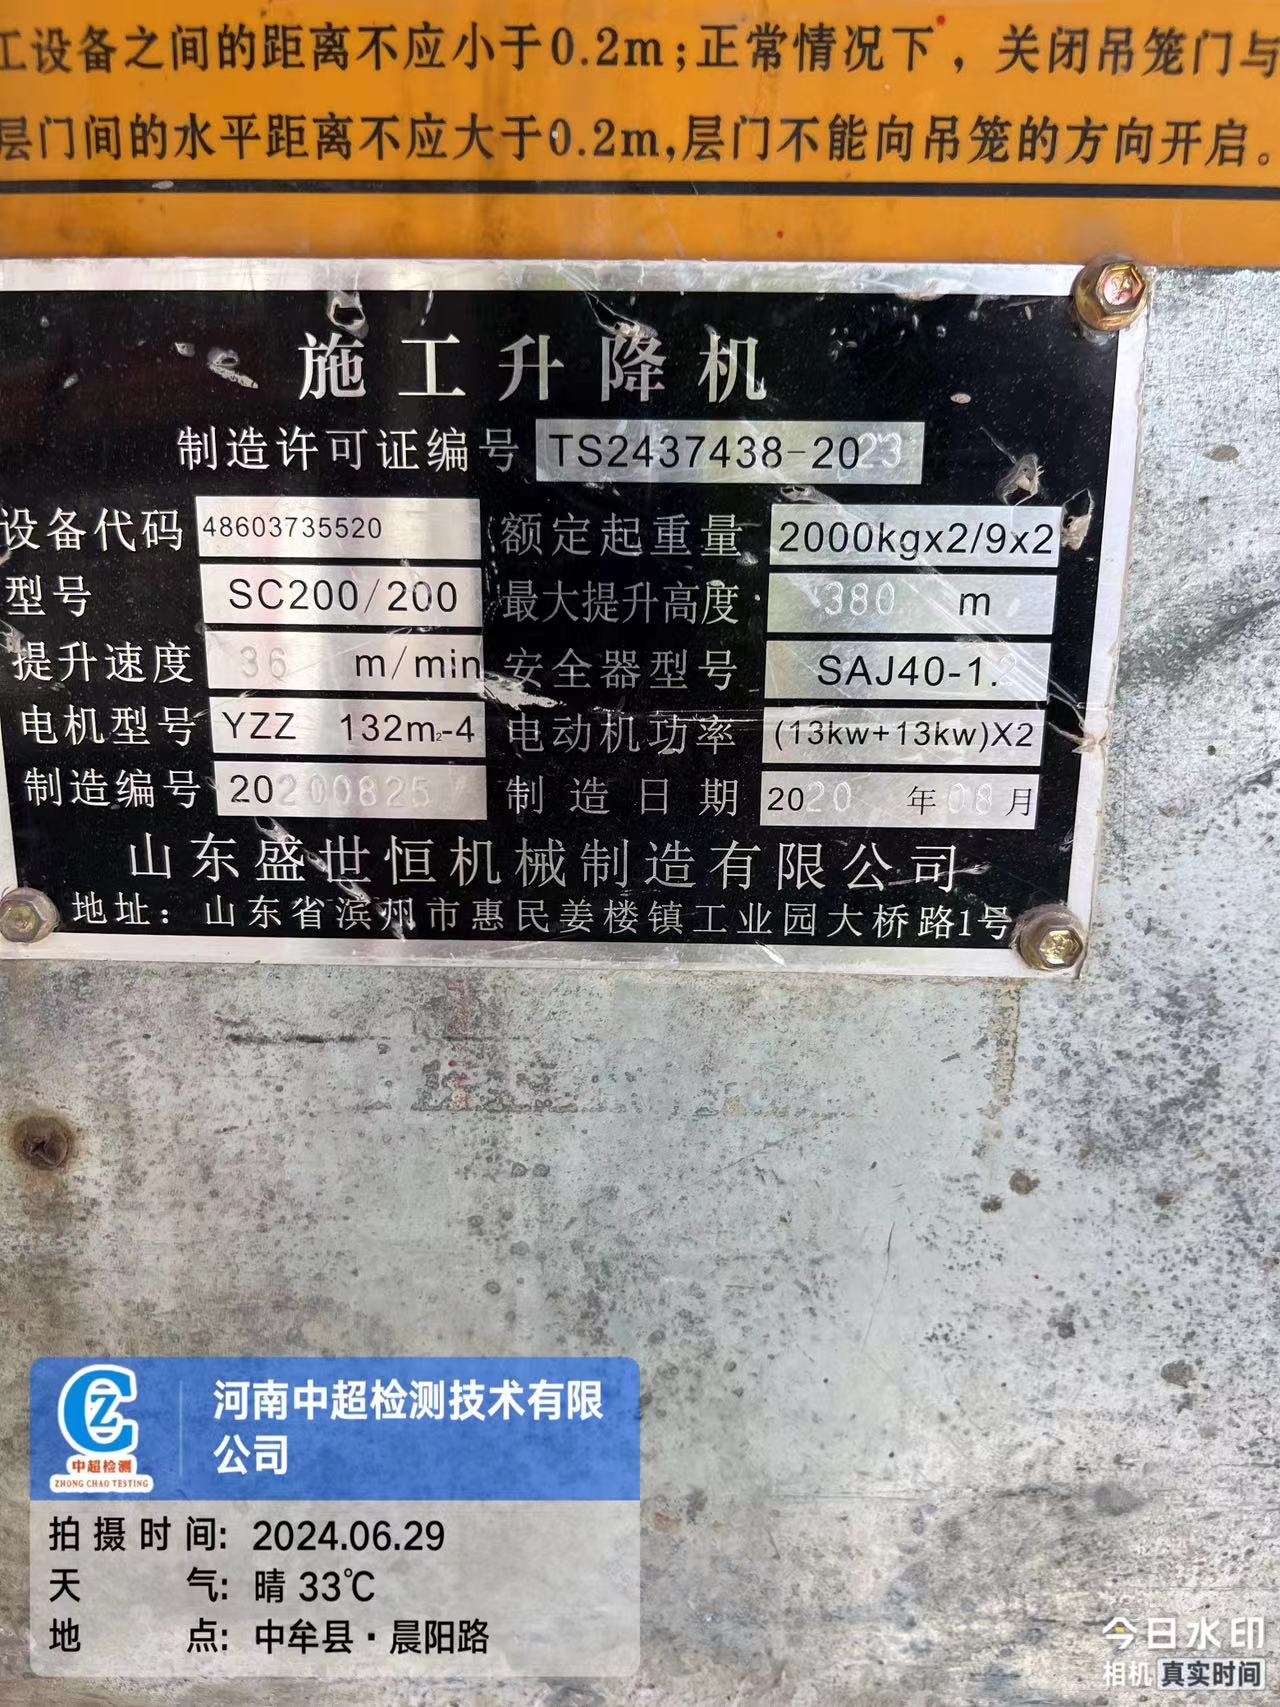 工设备之间的距离不应小于0.2m;正常情况下，关闭吊笼门与
层门间的水平距离不应大于0.2m,层门不能向吊笼的方向开启。
施工升降机
制造许可证编号 TS2437438-2023
设备代码 48603735520 额定起重量 2000kgx2/9x2
型号 SC200/200 最大提升高度 380 m
提升速度 36 m/min 安全器型号 SAJ40-1.2
电机型号 YZZ 132m2-4 电动机功率 (13kw+13kw)X2
制造编号 20200825 制造日期 2020年08月
山东盛世恒机械制造有限公司
地址：山东省滨州市惠民姜楼镇工业园大桥路1号
中超检测
ZHONG CHAO TESTING
河南中超检测技术有限
公司
拍摄时间: 2024.06.29
天气: 晴 33℃
地点: 中牟县·晨阳路
今日水印
相机 真实时间